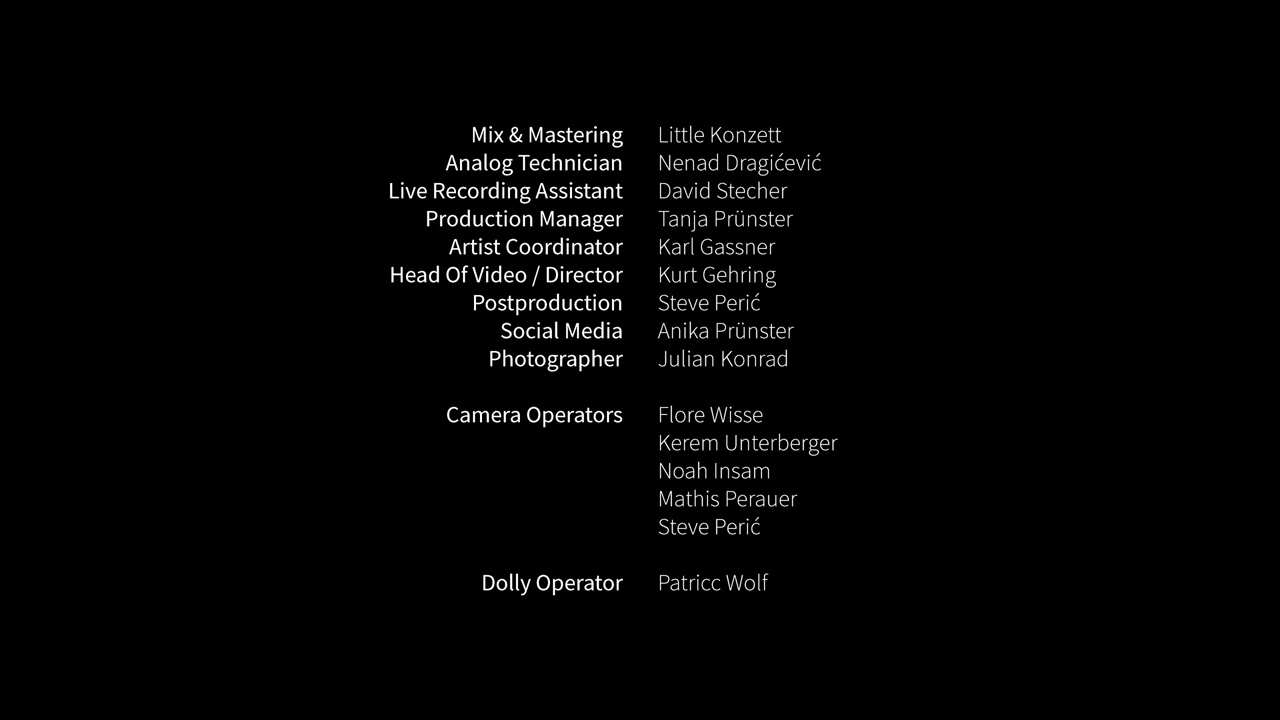 Mix & Mastering Little Konzett
Analog Technician Nenad Dragićević
Live Recording Assistant David Stecher
Production Manager Tanja Prünster
Artist Coordinator Karl Gassner
Head Of Video / Director Kurt Gehring
Postproduction Steve Perić
Social Media Anika Prünster
Photographer Julian Konrad
Camera Operators Flore Wisse
Kerem Unterberger
Noah Insam
Mathis Perauer
Steve Perić
Dolly Operator Patricc Wolf